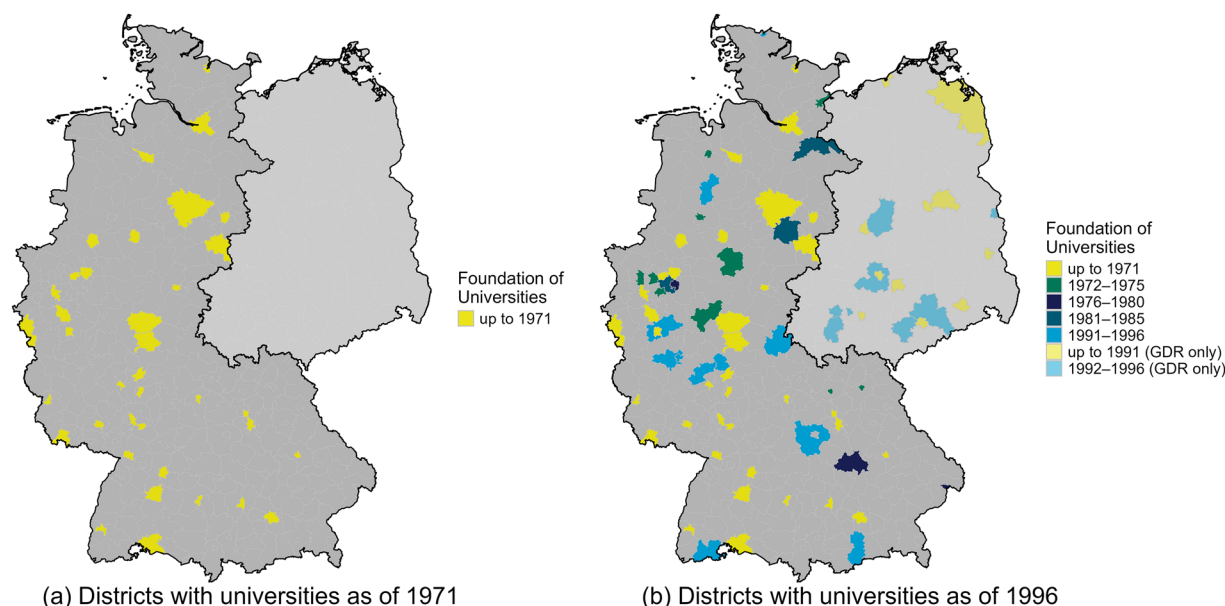 Foundation of
Universities
up to 1971
(a) Districts with universities as of 1971
Foundation of
Universities
up to 1971
1972–1975
1976–1980
1981–1985
1991–1996
up to 1991 (GDR only)
1992–1996 (GDR only)
(b) Districts with universities as of 1996